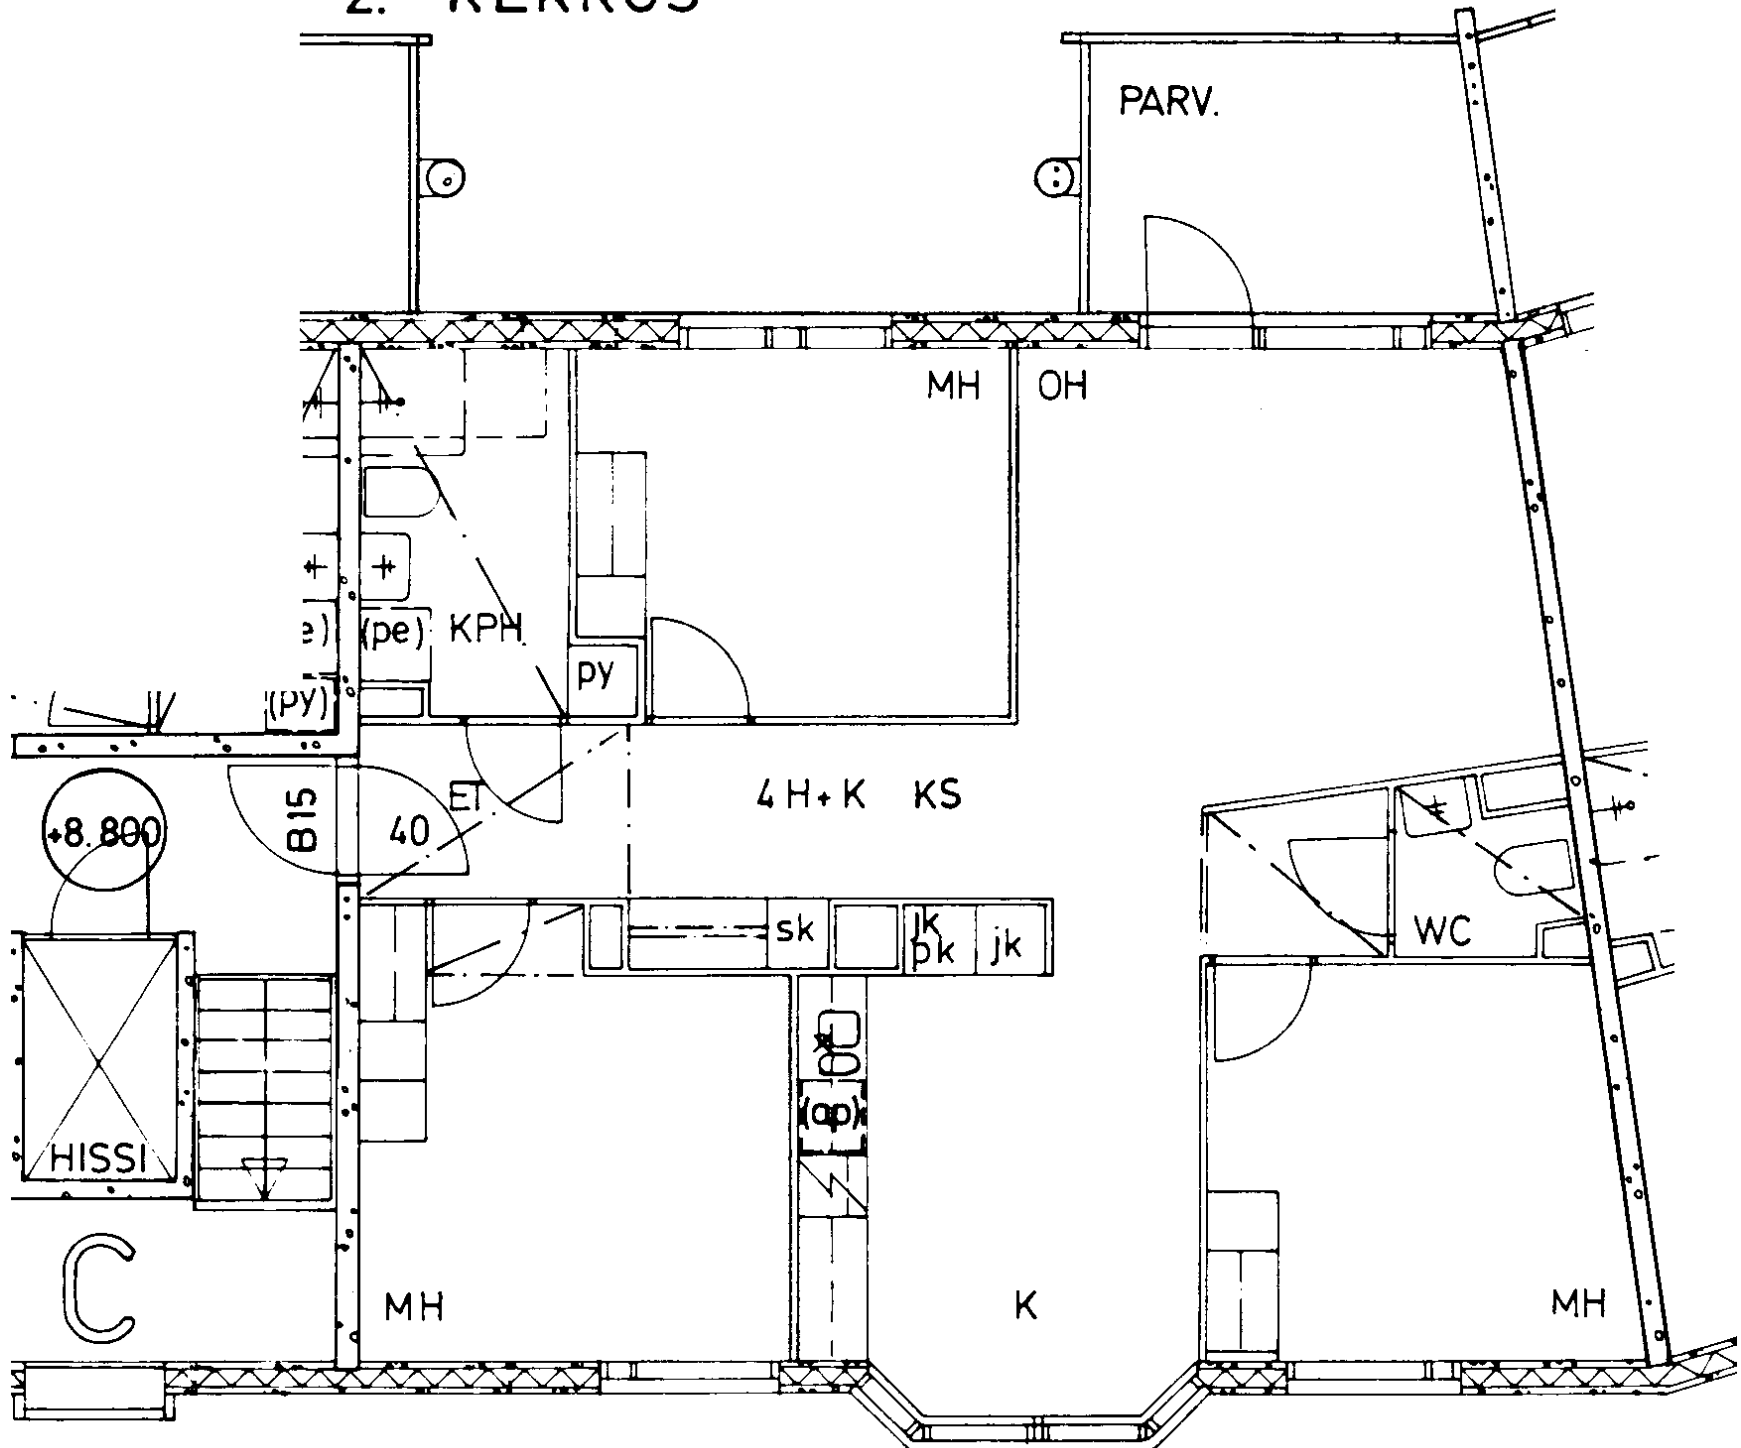 2. KERROS
PARV.
MH
OH
(pe)
KPH
py
(py)
ET
4H+K KS
B15
40
+8.800
sk
jk
pk
jk
WC
(ap)
HISSI
C
MH
K
MH